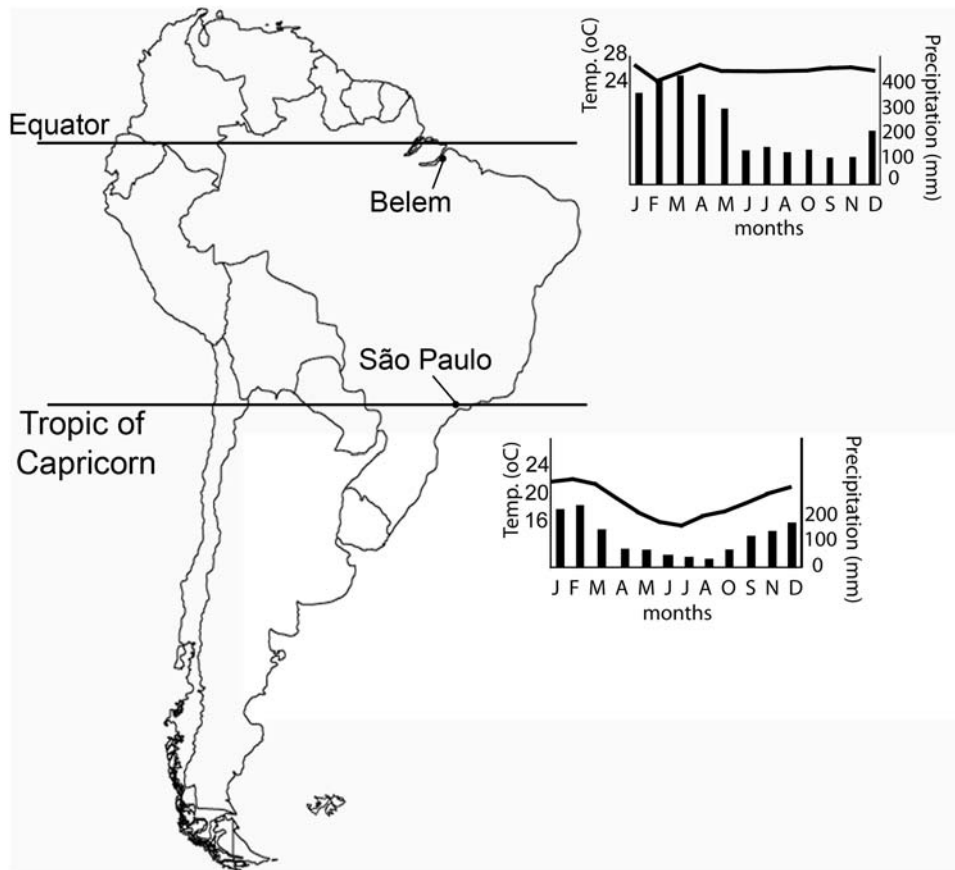 Equator
Belem
São Paulo
Tropic of
Capricorn
Temp. (oC)
28
24
Precipitation (mm)
400
300
200
100
0
J F M A M J J A O S N D
months
Temp. (oC)
24
20
16
Precipitation (mm)
200
100
0
J F M A M J J A O S N D
months